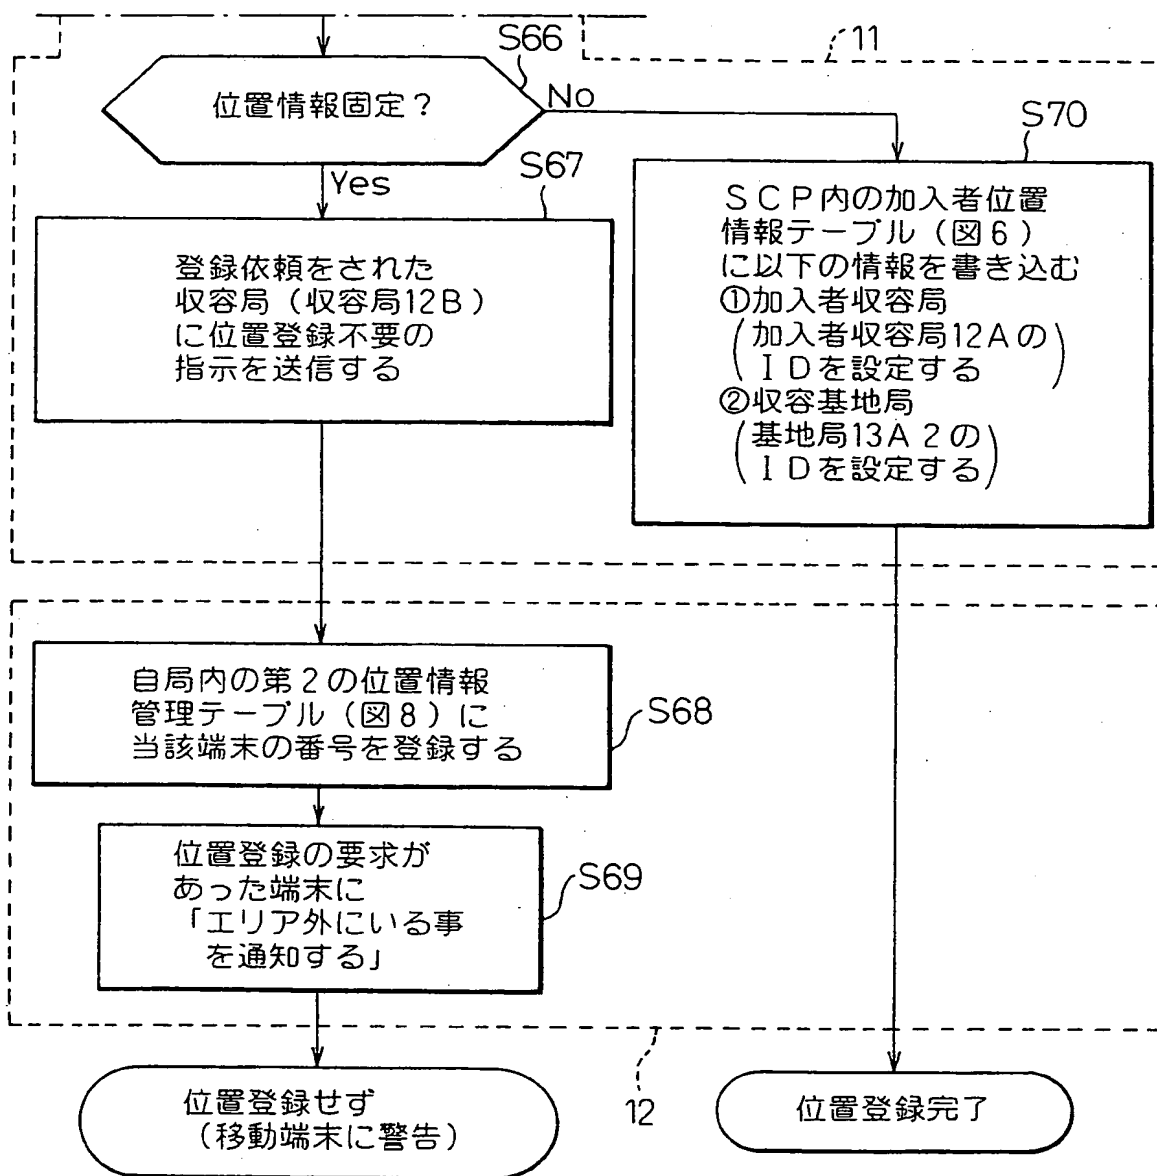 11
S66
位置情報固定？
No
Yes
S67
登録依頼をされた
収容局（収容局12B）
に位置登録不要の
指示を送信する
S70
ＳＣＰ内の加入者位置
情報テーブル（図６）
に以下の情報を書き込む
①加入者収容局
（加入者収容局12Aの
ＩＤを設定する）
②収容基地局
（基地局13A２の
ＩＤを設定する）
自局内の第２の位置情報
管理テーブル（図８）に
当該端末の番号を登録する
S68
位置登録の要求が
あった端末に
「エリア外にいる事
を通知する」
S69
位置登録せず
（移動端末に警告）
12
位置登録完了